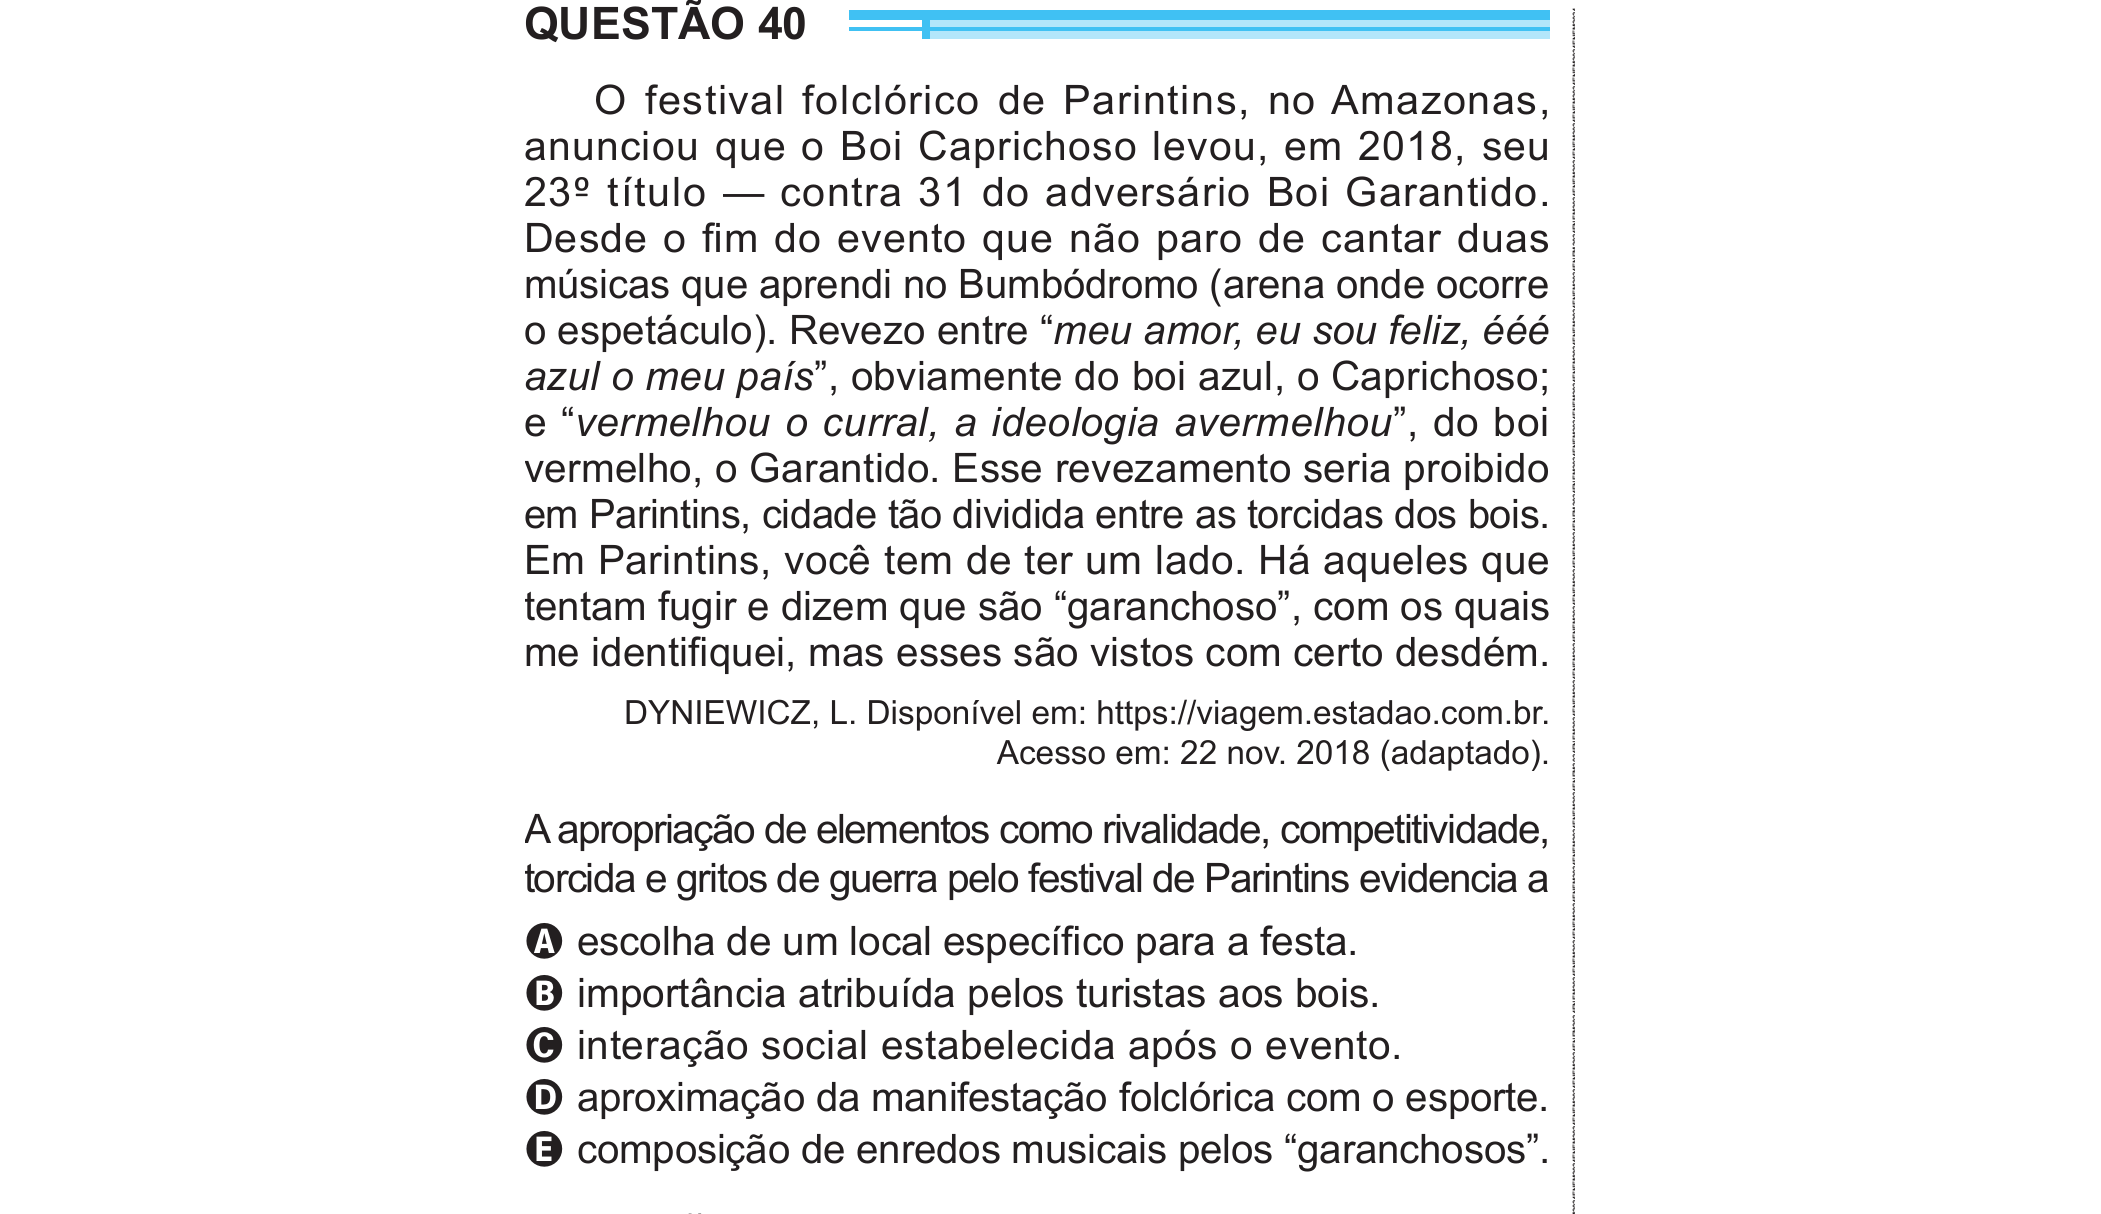 QUESTÃO 40
O festival folclórico de Parintins, no Amazonas,
anunciou que o Boi Caprichoso levou, em 2018, seu
23º título — contra 31 do adversário Boi Garantido.
Desde o fim do evento que não paro de cantar duas
músicas que aprendi no Bumbódromo (arena onde ocorre
o espetáculo). Revezo entre “meu amor, eu sou feliz, ééé
azul o meu país”, obviamente do boi azul, o Caprichoso;
e “vermelhou o curral, a ideologia avermelhou”, do boi
vermelho, o Garantido. Esse revezamento seria proibido
em Parintins, cidade tão dividida entre as torcidas dos bois.
Em Parintins, você tem de ter um lado. Há aqueles que
tentam fugir e dizem que são “garanchoso”, com os quais
me identifiquei, mas esses são vistos com certo desdém.
DYNIEWICZ, L. Disponível em: https://viagem.estadao.com.br.
Acesso em: 22 nov. 2018 (adaptado).
A apropriação de elementos como rivalidade, competitividade,
torcida e gritos de guerra pelo festival de Parintins evidencia a
A escolha de um local específico para a festa.
B importância atribuída pelos turistas aos bois.
C interação social estabelecida após o evento.
D aproximação da manifestação folclórica com o esporte.
E composição de enredos musicais pelos “garanchosos”.